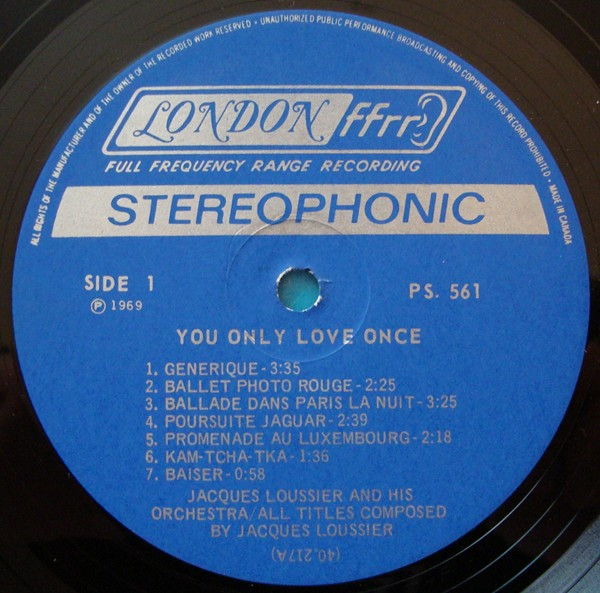 ALL RIGHTS OF THE MANUFACTURER AND OF THE OWNER OF THE RECORDED WORK RESERVED • UNAUTHORIZED PUBLIC PERFORMANCE BROADCASTING AND COPYING OF THIS RECORD PROHIBITED • MADE IN CANADA
LONDON ffrr
FULL FREQUENCY RANGE RECORDING
STEREOPHONIC
SIDE 1 PS. 561
℗ 1969
YOU ONLY LOVE ONCE
1. GENERIQUE - 3:35
2. BALLET PHOTO ROUGE - 2:25
3. BALLADE DANS PARIS LA NUIT - 3:25
4. POURSUITE JAGUAR - 2:39
5. PROMENADE AU LUXEMBOURG - 2:18
6. KAM-TCHA-TKA - 1:36
7. BAISER - 0:58
JACQUES LOUSSIER AND HIS
ORCHESTRA/ALL TITLES COMPOSED
BY JACQUES LOUSSIER
(40.217A)